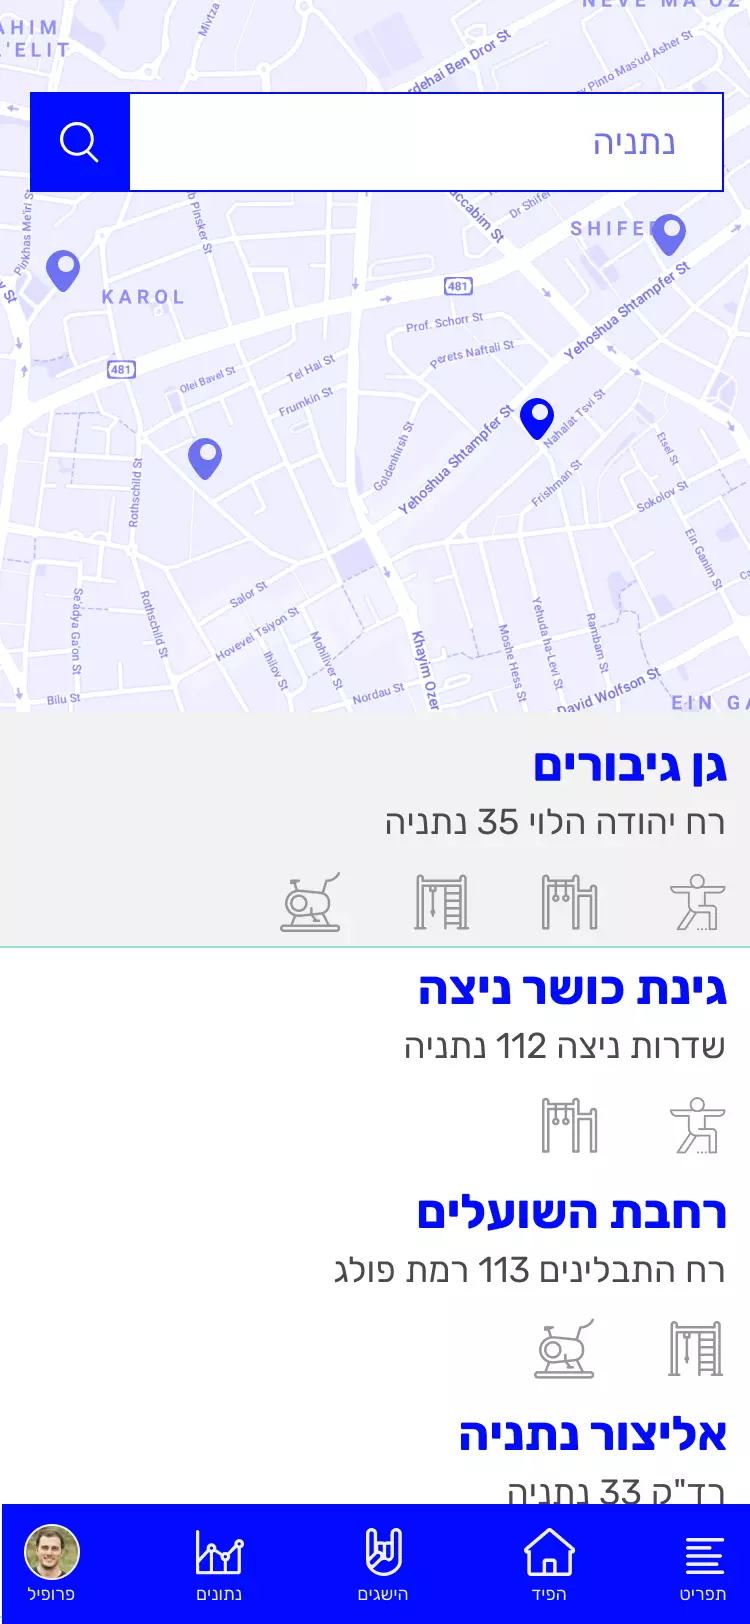 NEVE MA'OZ
AHIM
L'ELIT
Mivtza
rdehai Ben Dror St
Pinto Mas'ud Asher St
נתניה
Pinkhas Me'iri St
b Pinsker St
accabim St
Dr Shifer
SHIFER
KAROL
481
Yehoshua Shtampfer St
Prof. Schorr St
Perets Naftali St
481
Olei Bavel St
Tel Hai St
Frumkin St
Nahalat Tsvi St
Goldenhirsh St
Yehoshua Shtampfer St
Etsel St
Rothschild St
Frishman St
Sokolov St
Ein Ganim St
Se'adya Ga'on St
Rothschild St
Salor St
Hovevei Tsiyon St
Ihilov St
Mohiliver St
Nordau St
Khayim Ozer
Moshe Hess St
Yehuda ha-Levi St
Rambam St
David Wolfson St
Bilu St
EIN GA
גן גיבורים
רח יהודה הלוי 35 נתניה
גינת כושר ניצה
שדרות ניצה 112 נתניה
רחבת השועלים
רח התבלינים 113 רמת פולג
אליצור נתניה
רד"ק 33 נתניה
תפריט
הפיד
הישגים
נתונים
פרופיל